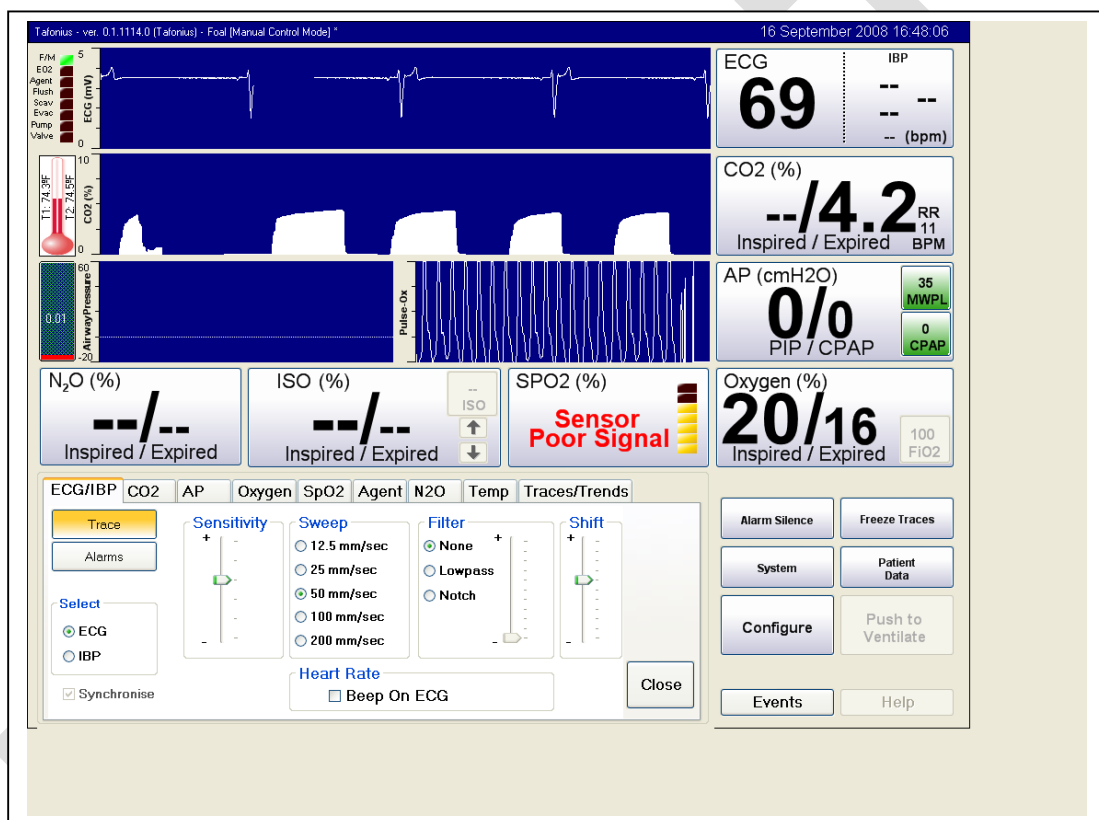 Tafonius - ver. 0.1.1114.0 (Tafonius) - Foal [Manual Control Mode] *
16 September 2008 16:48:06
F/M
EO2
Agent
Flush
Scav
Evac
Pump
Valve
5
ECG (mV)
0
ECG
69
IBP
--
--
--
-- (bpm)
T1: 74.3ºF
T2: 74.5ºF
10
CO2 (%)
0
CO2 (%)
--/4.2
RR
11
BPM
Inspired / Expired
0.01
60
AirwayPressure
-20
Pulse-Ox
AP (cmH2O)
0/0
PIP / CPAP
35
MWPL
0
CPAP
N2O (%)
--/--
Inspired / Expired
ISO (%)
--/--
Inspired / Expired
--
ISO
SPO2 (%)
Sensor
Poor Signal
Oxygen (%)
20/16
Inspired / Expired
100
FiO2
ECG/IBP CO2 AP Oxygen SpO2 Agent N2O Temp Traces/Trends
Trace
Alarms
Select
ECG
IBP
Synchronise
Sensitivity
+
-
Sweep
12.5 mm/sec
25 mm/sec
50 mm/sec
100 mm/sec
200 mm/sec
Filter
None
Lowpass
Notch
+
-
Shift
+
-
Heart Rate
Beep On ECG
Close
Alarm Silence
Freeze Traces
System
Patient
Data
Configure
Push to
Ventilate
Events
Help